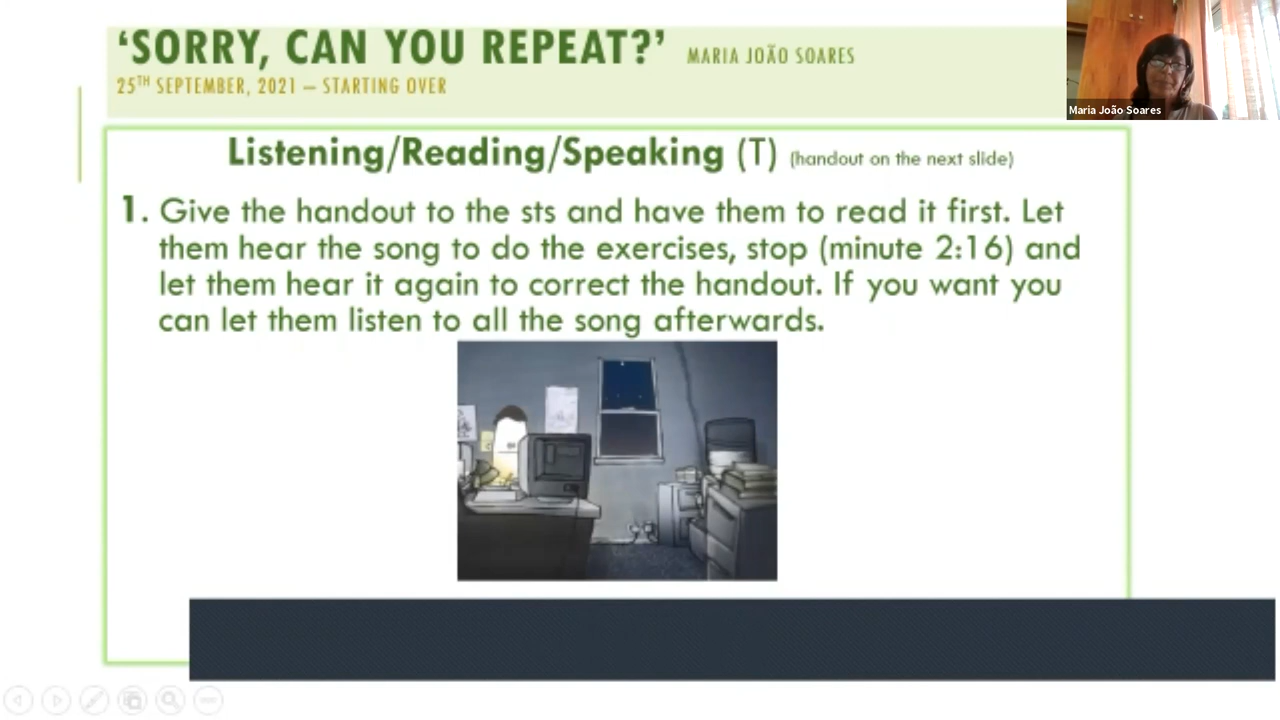 ‘SORRY, CAN YOU REPEAT?’ MARIA JOÃO SOARES
25TH SEPTEMBER, 2021 – STARTING OVER
Maria João Soares
Listening/Reading/Speaking (T) (handout on the next slide)
1. Give the handout to the sts and have them to read it first. Let
them hear the song to do the exercises, stop (minute 2:16) and
let them hear it again to correct the handout. If you want you
can let them listen to all the song afterwards.